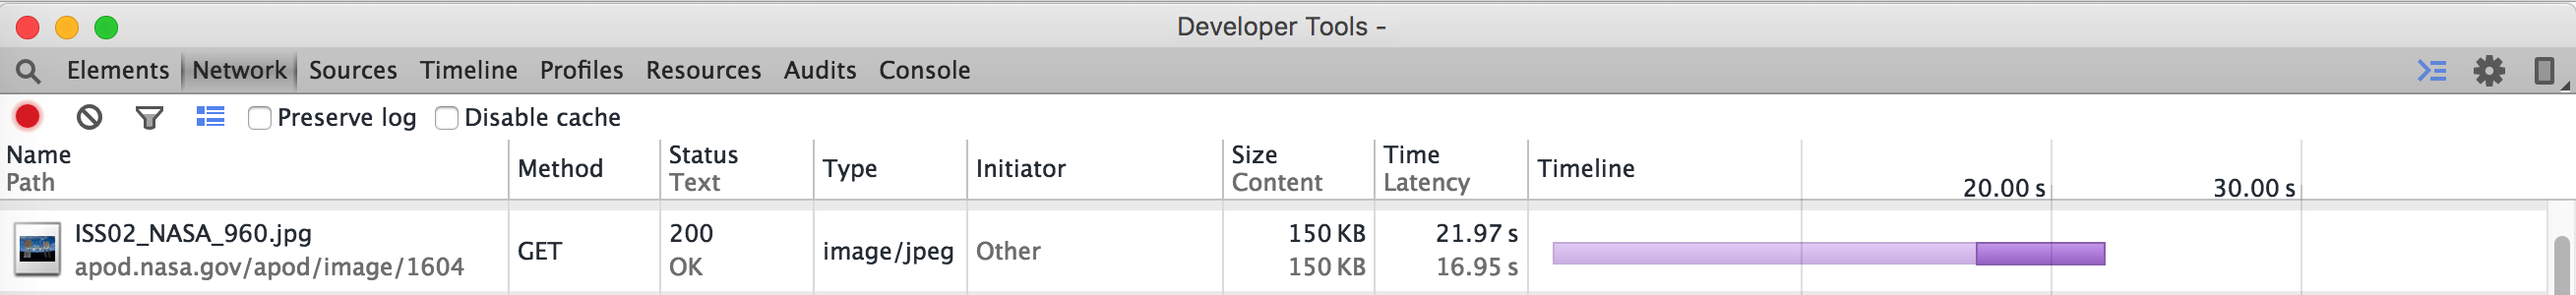 Developer Tools -
Elements Network Sources Timeline Profiles Resources Audits Console
Preserve log Disable cache
Name Path Method Status Text Type Initiator Size Content Time Latency Timeline 20.00 s 30.00 s
ISS02_NASA_960.jpg GET 200 image/jpeg Other 150 KB 21.97 s
apod.nasa.gov/apod/image/1604 OK 150 KB 16.95 s